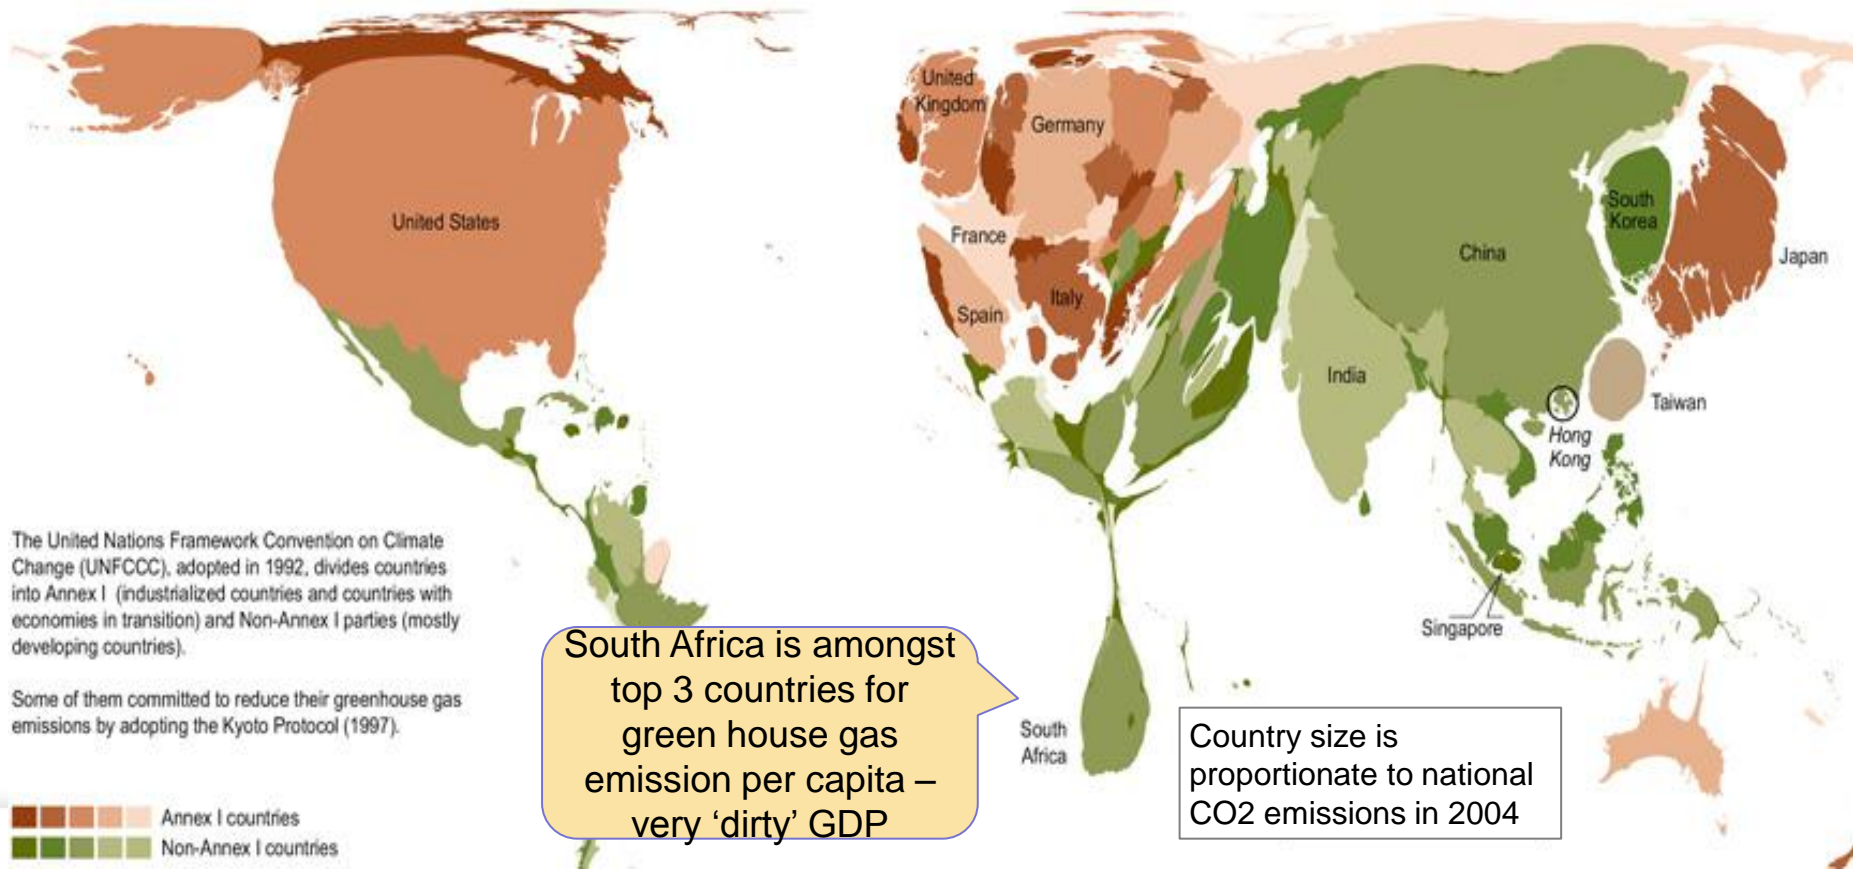 United
Kingdom
Germany
United States
France
Spain
Italy
South
Korea
China
Japan
India
Taiwan
Hong
Kong
Singapore
The United Nations Framework Convention on Climate
Change (UNFCCC), adopted in 1992, divides countries
into Annex I (industrialized countries and countries with
economies in transition) and Non-Annex I parties (mostly
developing countries).
Some of them committed to reduce their greenhouse gas
emissions by adopting the Kyoto Protocol (1997).
South Africa is amongst
top 3 countries for
green house gas
emission per capita –
very ‘dirty’ GDP
South
Africa
Country size is
proportionate to national
CO2 emissions in 2004
Annex I countries
Non-Annex I countries